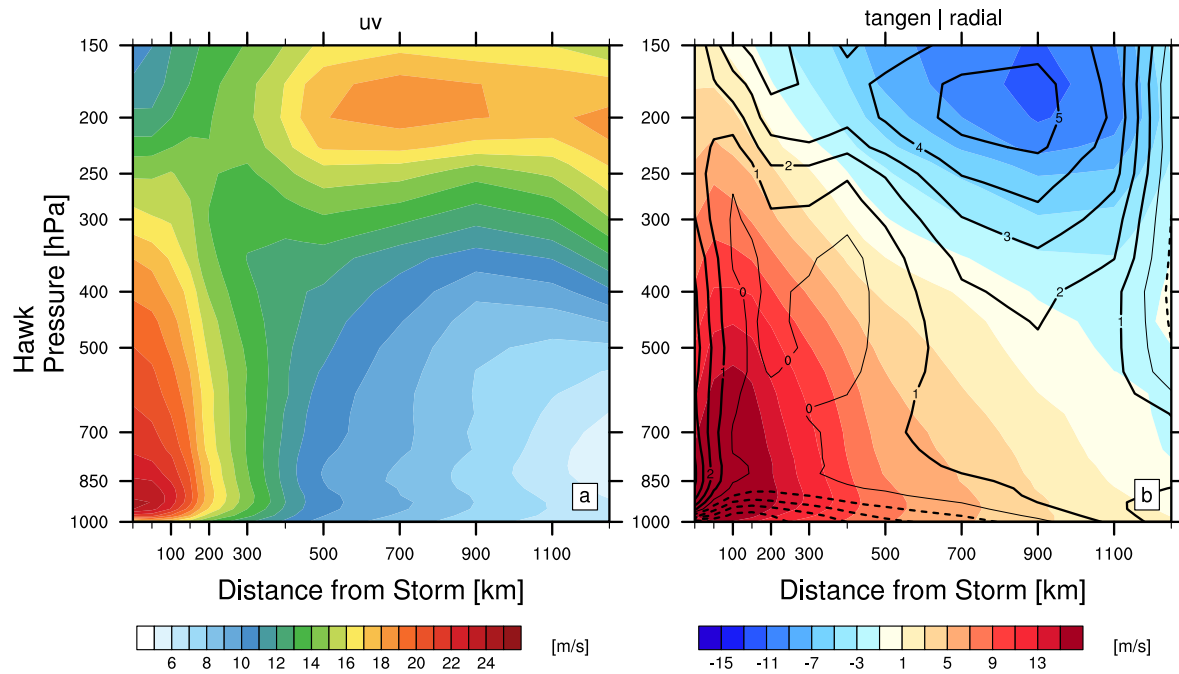 uv
tangen | radial
Hawk
Pressure [hPa]
150
200
250
300
400
500
700
850
1000
100 200 300 500 700 900 1100
Distance from Storm [km]
a
6 8 10 12 14 16 18 20 22 24
[m/s]
150
200
250
300
400
500
700
850
1000
100 200 300 500 700 900 1100
Distance from Storm [km]
b
5
4
1
2
3
0
2
1
0
0
1
2
-15 -11 -7 -3 1 5 9 13
[m/s]